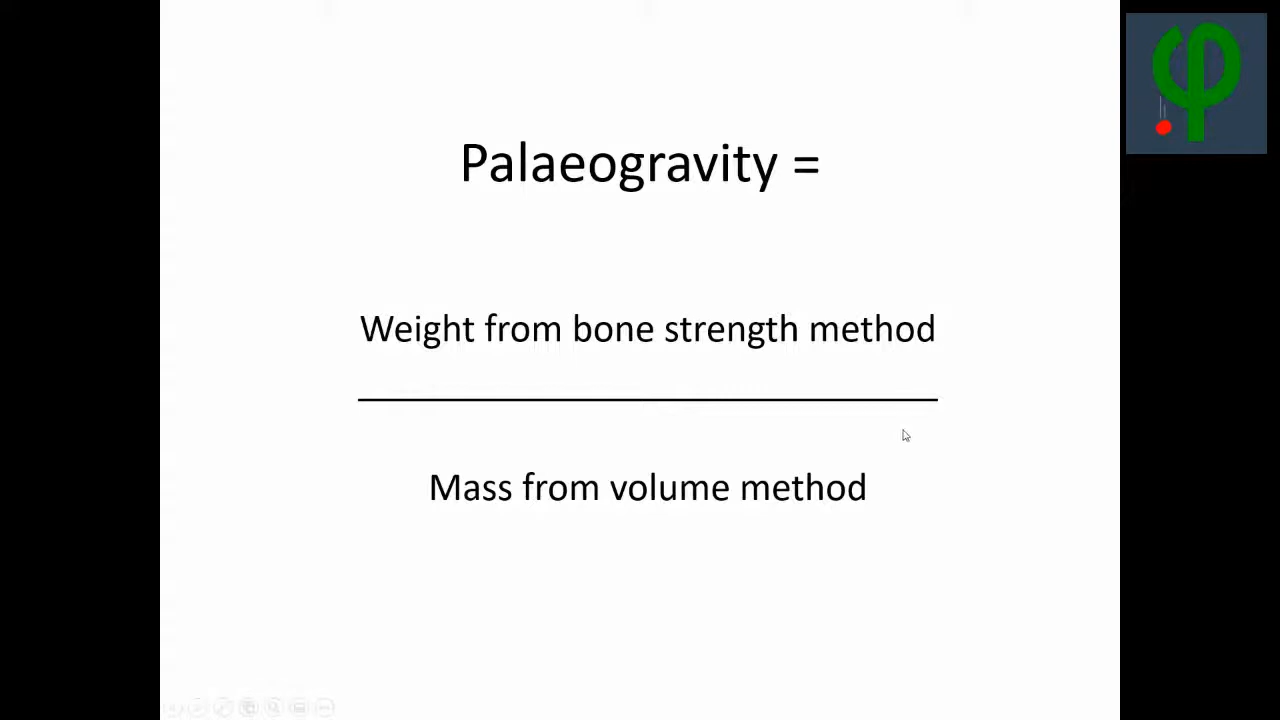 Palaeogravity =
Weight from bone strength method
Mass from volume method